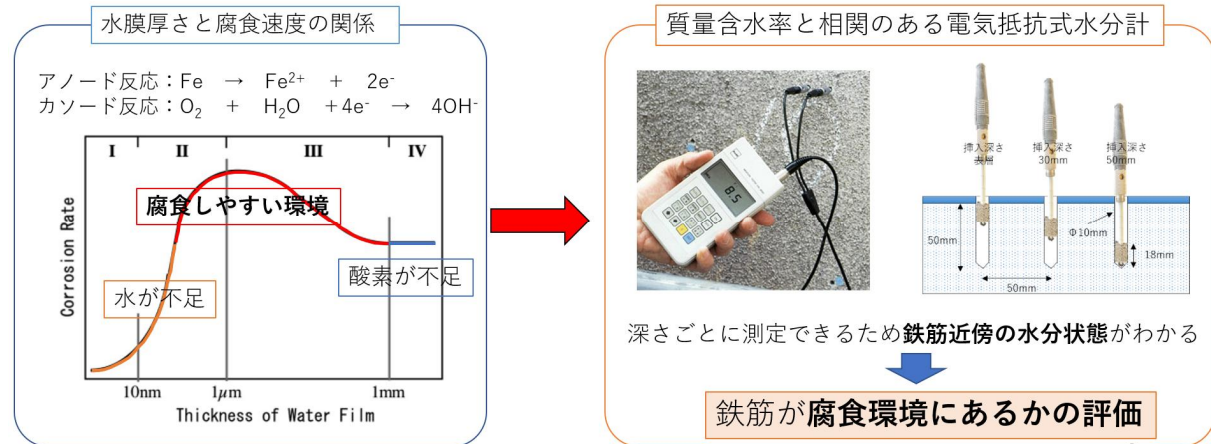 水膜厚さと腐食速度の関係
アノード反応：Fe → Fe²⁺ + 2e⁻
カソード反応：O₂ + H₂O +4e⁻ → 4OH⁻
I II III IV
腐食しやすい環境
水が不足
酸素が不足
Corrosion Rate
10nm 1μm 1mm
Thickness of Water Film
質量含水率と相関のある電気抵抗式水分計
8.5
挿入深さ
表層
挿入深さ
30mm
挿入深さ
50mm
50mm
Φ10mm
18mm
50mm
深さごとに測定できるため鉄筋近傍の水分状態がわかる
鉄筋が腐食環境にあるかの評価